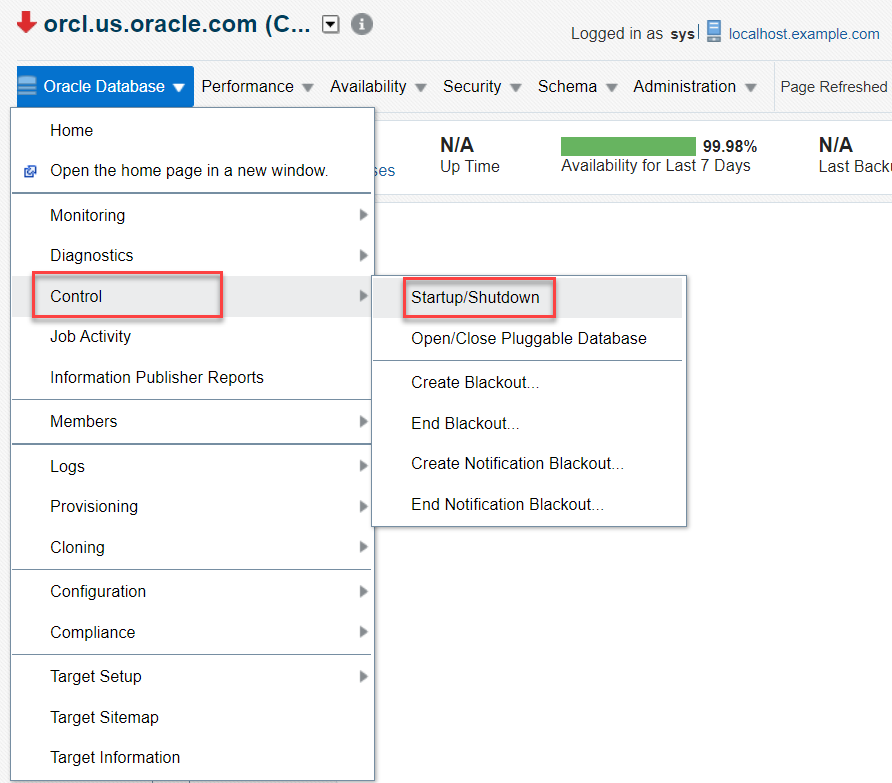 orcl.us.oracle.com (C...
Logged in as sys
localhost.example.com
Oracle Database
Performance
Availability
Security
Schema
Administration
Page Refreshed
N/A
Up Time
99.98%
Availability for Last 7 Days
N/A
Last
Home
Open the home page in a new window.
Monitoring
Diagnostics
Control
Job Activity
Information Publisher Reports
Members
Logs
Provisioning
Cloning
Configuration
Compliance
Target Setup
Target Sitemap
Target Information
Startup/Shutdown
Open/Close Pluggable Database
Create Blackout...
End Blackout...
Create Notification Blackout...
End Notification Blackout...